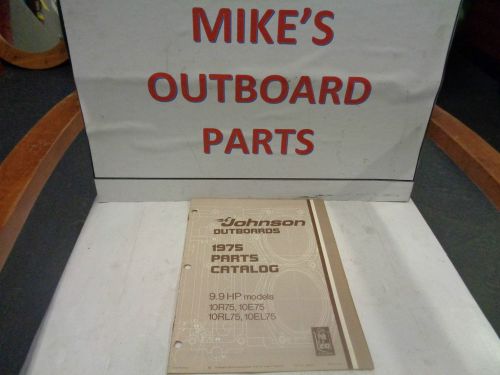 MIKE'S
OUTBOARD
PARTS
Johnson
OUTBOARDS
1975
PARTS
CATALOG
9.9 HP models
10R75, 10E75
10RL75, 10EL75